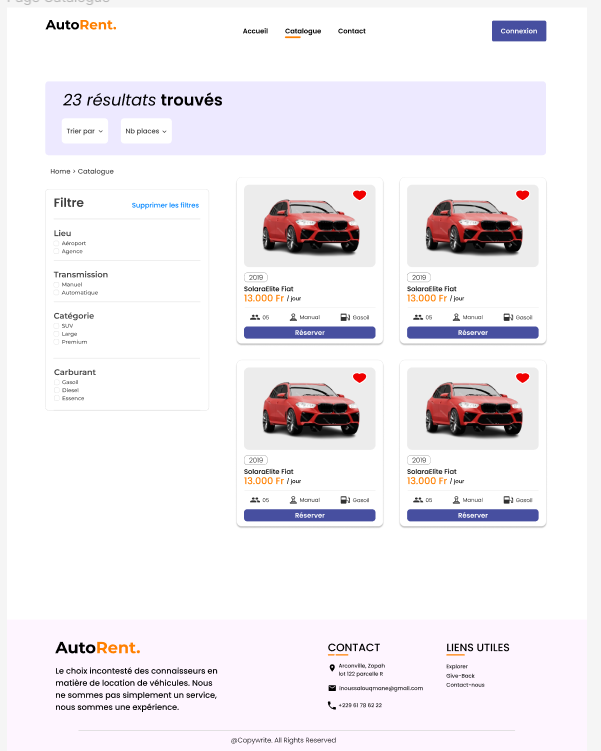 Page Catalogue
AutoRent.
Accueil Catalogue Contact
Connexion
23 résultats trouvés
Trier par
Nb places
Home > Catalogue
Filtre
Supprimer les filtres
Lieu
Aéroport
Agence
Transmission
Manuel
Automatique
Catégorie
SUV
Large
Premium
Carburant
Gasoil
Diesel
Essence
2019
SolaraElite Fiat
13.000 Fr / jour
05 Manual Gasoil
Réserver
2019
SolaraElite Fiat
13.000 Fr / jour
05 Manual Gasoil
Réserver
2019
SolaraElite Fiat
13.000 Fr / jour
05 Manual Gasoil
Réserver
2019
SolaraElite Fiat
13.000 Fr / jour
05 Manual Gasoil
Réserver
AutoRent.
Le choix incontesté des connaisseurs en
matière de location de véhicules. Nous
ne sommes pas simplement un service,
nous sommes une expérience.
CONTACT
Arconville, Zopah
lot 122 parcelle R
inoussalouqmane@gmail.com
+229 61 78 62 22
LIENS UTILES
Explorer
Give-Back
Contact-nous
@Copywrite. All Rights Reserved